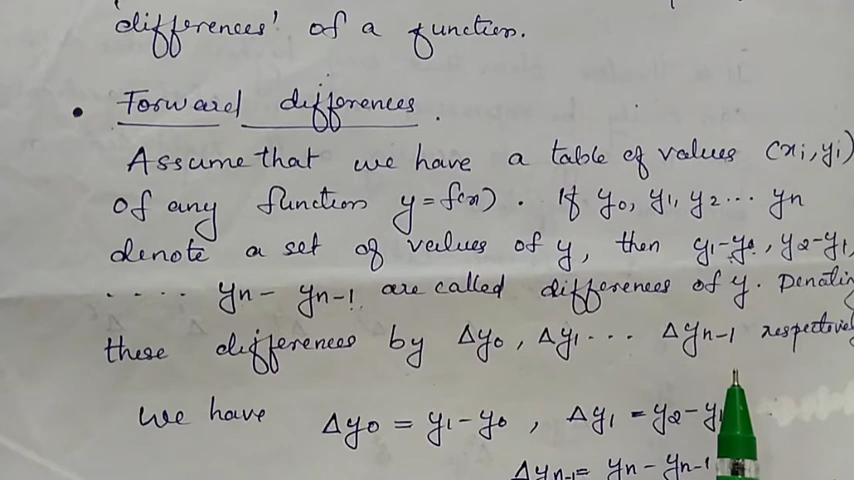 'differences' of a function.
• Forward differences.
Assume that we have a table of values (xi, yi)
of any function y=f(x). If y0, y1, y2... yn
denote a set of values of y, then y1-y0, y2-y1,
.... yn - yn-1 are called differences of y. Denoting
these differences by Δy0, Δy1... Δyn-1 respectively
we have Δy0 = y1-y0, Δy1 = y2-y1
Δyn-1 = yn - yn-1